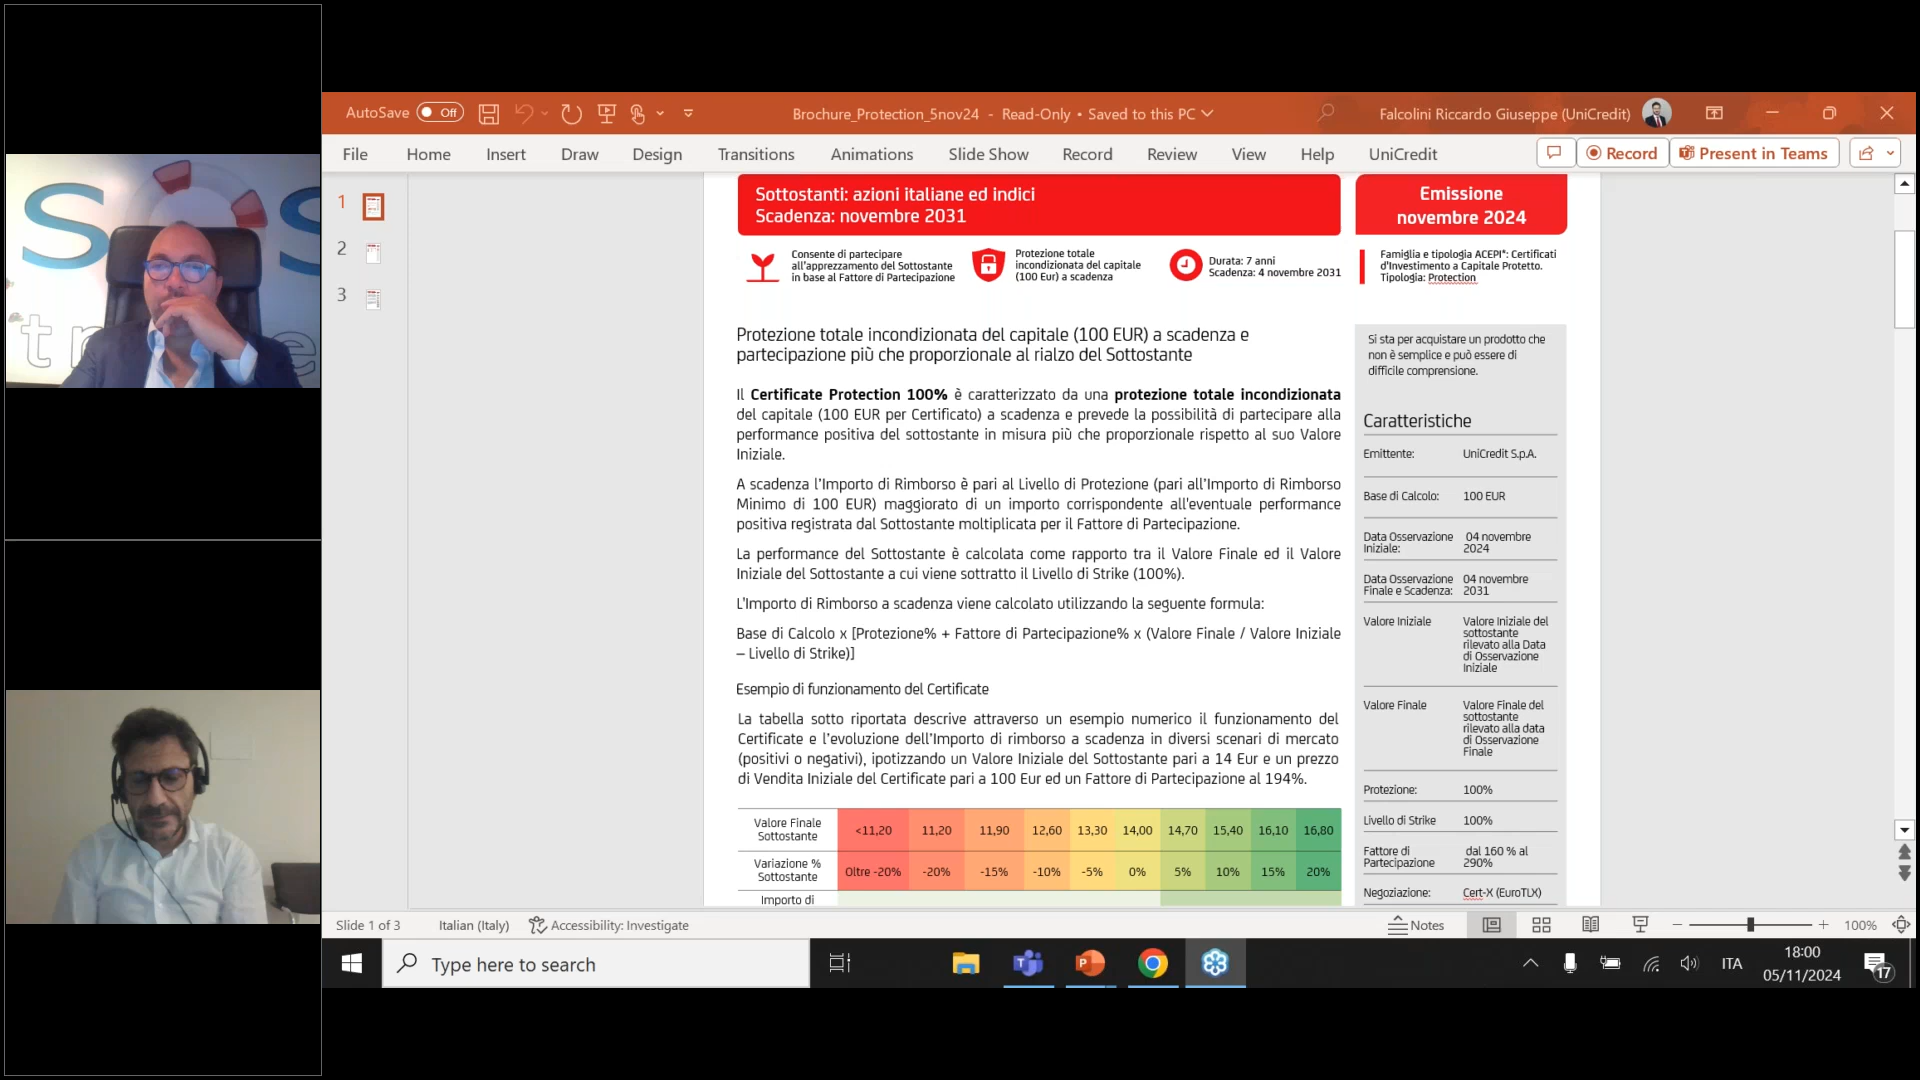 AutoSave Off
Brochure_Protection_5nov24 - Read-Only • Saved to this PC
Falcolini Riccardo Giuseppe (UniCredit)
File Home Insert Draw Design Transitions Animations Slide Show Record Review View Help UniCredit
Record
Present in Teams
1
2
3
Sottostanti: azioni italiane ed indici
Scadenza: novembre 2031
Emissione
novembre 2024
Consente di partecipare
all'apprezzamento del Sottostante
in base al Fattore di Partecipazione
Protezione totale
incondizionata del capitale
(100 Eur) a scadenza
Durata: 7 anni
Scadenza: 4 novembre 2031
Famiglia e tipologia ACEPI*: Certificati
d'Investimento a Capitale Protetto.
Tipologia: Protection
Protezione totale incondizionata del capitale (100 EUR) a scadenza e
partecipazione più che proporzionale al rialzo del Sottostante
Il Certificate Protection 100% è caratterizzato da una protezione totale incondizionata
del capitale (100 EUR per Certificato) a scadenza e prevede la possibilità di partecipare alla
performance positiva del sottostante in misura più che proporzionale rispetto al suo Valore
Iniziale.
A scadenza l'Importo di Rimborso è pari al Livello di Protezione (pari all'Importo di Rimborso
Minimo di 100 EUR) maggiorato di un importo corrispondente all'eventuale performance
positiva registrata dal Sottostante moltiplicata per il Fattore di Partecipazione.
La performance del Sottostante è calcolata come rapporto tra il Valore Finale ed il Valore
Iniziale del Sottostante a cui viene sottratto il Livello di Strike (100%).
L'Importo di Rimborso a scadenza viene calcolato utilizzando la seguente formula:
Base di Calcolo x [Protezione% + Fattore di Partecipazione% x (Valore Finale / Valore Iniziale
– Livello di Strike)]
Esempio di funzionamento del Certificate
La tabella sotto riportata descrive attraverso un esempio numerico il funzionamento del
Certificate e l'evoluzione dell'Importo di rimborso a scadenza in diversi scenari di mercato
(positivi o negativi), ipotizzando un Valore Iniziale del Sottostante pari a 14 Eur e un prezzo
di Vendita Iniziale del Certificate pari a 100 Eur ed un Fattore di Partecipazione al 194%.
Valore Finale
Sottostante
<11,20 11,20 11,90 12,60 13,30 14,00 14,70 15,40 16,10 16,80
Variazione %
Sottostante
Oltre -20% -20% -15% -10% -5% 0% 5% 10% 15% 20%
Importo di
Si sta per acquistare un prodotto che
non è semplice e può essere di
difficile comprensione.
Caratteristiche
Emittente: UniCredit S.p.A.
Base di Calcolo: 100 EUR
Data Osservazione 04 novembre
Iniziale: 2024
Data Osservazione 04 novembre
Finale e Scadenza: 2031
Valore Iniziale Valore Iniziale del
sottostante
rilevato alla Data
di Osservazione
Iniziale
Valore Finale Valore Finale del
sottostante
rilevato alla data
di Osservazione
Finale
Protezione: 100%
Livello di Strike 100%
Fattore di dal 160 % al
Partecipazione 290%
Negoziazione: Cert-X (EuroTLX)
Slide 1 of 3 Italian (Italy) Accessibility: Investigate
Notes
100%
Type here to search
ITA
18:00
05/11/2024
17